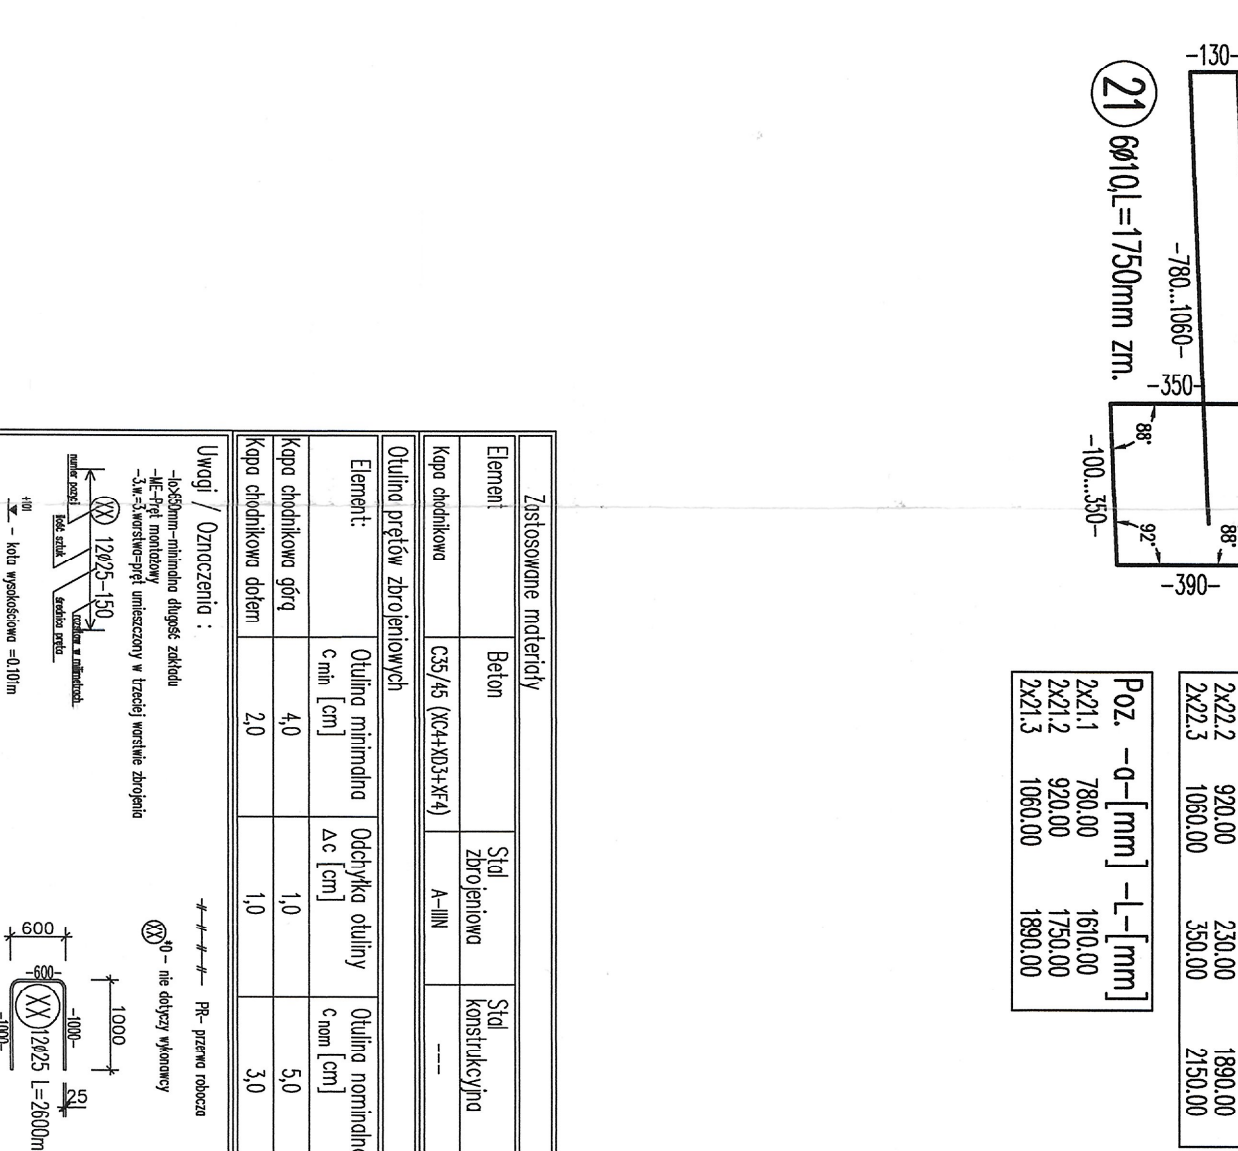 -130-
21 6ø10,L=1750mm zm.
-780...1060-
-350-
88°
-100...350-
92°
88°
-390-
2x22.2 920.00 230.00 1890.00
2x22.3 1060.00 350.00 2150.00
Poz. -a-[mm] -L-[mm]
2x21.1 780.00 1610.00
2x21.2 920.00 1750.00
2x21.3 1060.00 1890.00
Zastosowane materiały
Element Beton Stal zbrojeniowa Stal konstrukcyjna
Kapa chodnikowa C35/45 (XC4+XD3+XF4) A-IIIN ---
Otulina prętów zbrojeniowych
Element: Otulina minimalna c min [cm] Odchyłka otuliny Δc [cm] Otulina nominalna c nom [cm]
Kapa chodnikowa górą 4,0 1,0 5,0
Kapa chodnikowa dołem 2,0 1,0 3,0
Uwagi / Oznaczenia :
-lo>650mm-minimalna długość zakładu
-ME-Pręt montażowy
-3.w.=3.warstwa=pręt umieszczony w trzeciej warstwie zbrojenia
XX 12ø25-150
numer pozycji
ilość sztuk
średnica pręta
rozstaw w milimetrach
+101
- kota wysokościowa =0.101m
PR- przerwa robocza
XX *0- nie dotyczy wykonawcy
600
-600-
1000
-1000-
-1000-
25
XX 12ø25 L=2600m